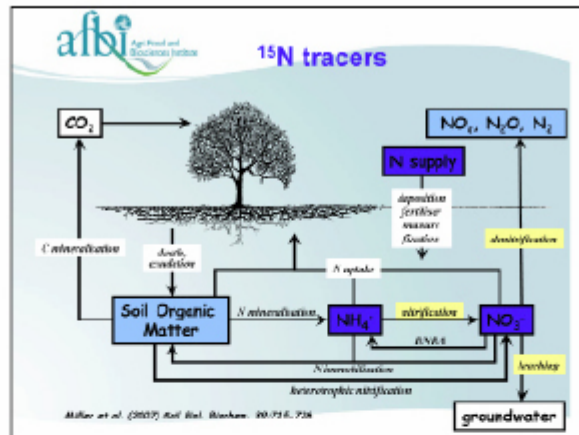 afbi Agri-Food and
Biosciences Institute
15N tracers
CO2
NOx, N2O, N2
N supply
deposition
fertiliser
manure
fixation
C mineralisation
death,
exudation
denitrification
N uptake
Soil Organic
Matter
N mineralisation
NH4+
nitrification
NO3-
DNRA
N immobilisation
leaching
heterotrophic nitrification
Müller et al. (2007) Soil Biol. Biochem. 39:715-726
groundwater